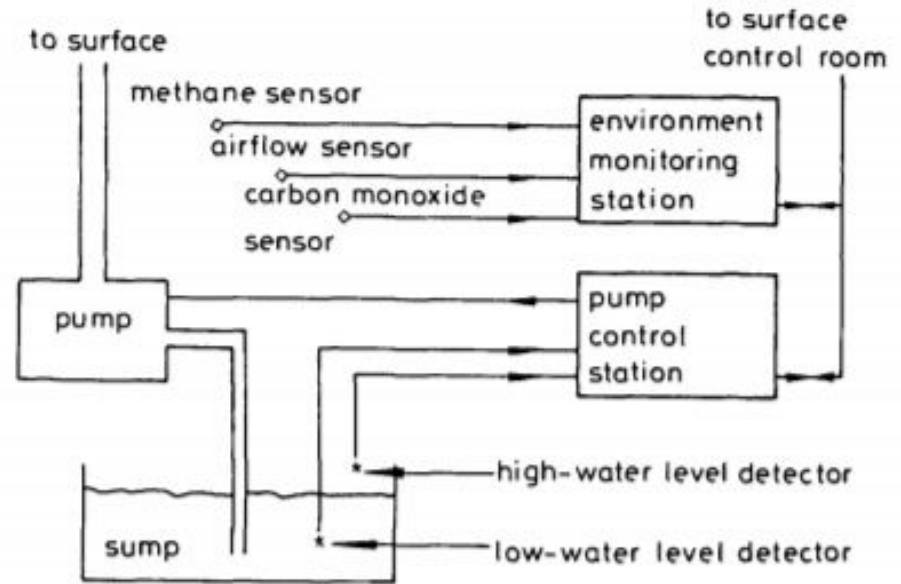 to surface
to surface
control room
methane sensor
airflow sensor
carbon monoxide
sensor
environment
monitoring
station
pump
pump
control
station
high-water level detector
sump
low-water level detector